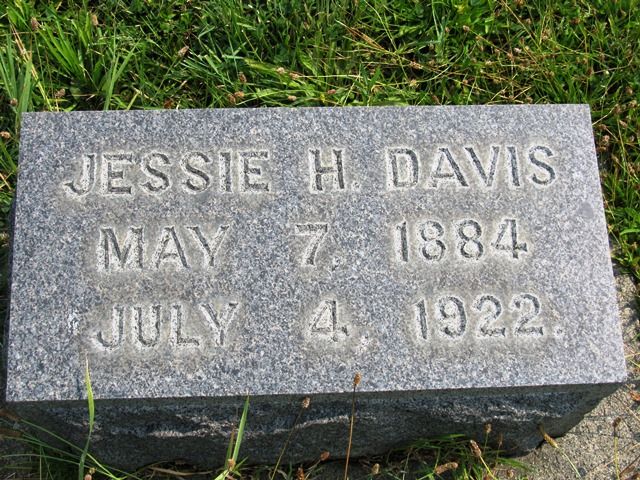 JESSIE H. DAVIS
MAY 7, 1884
JULY 4, 1922.